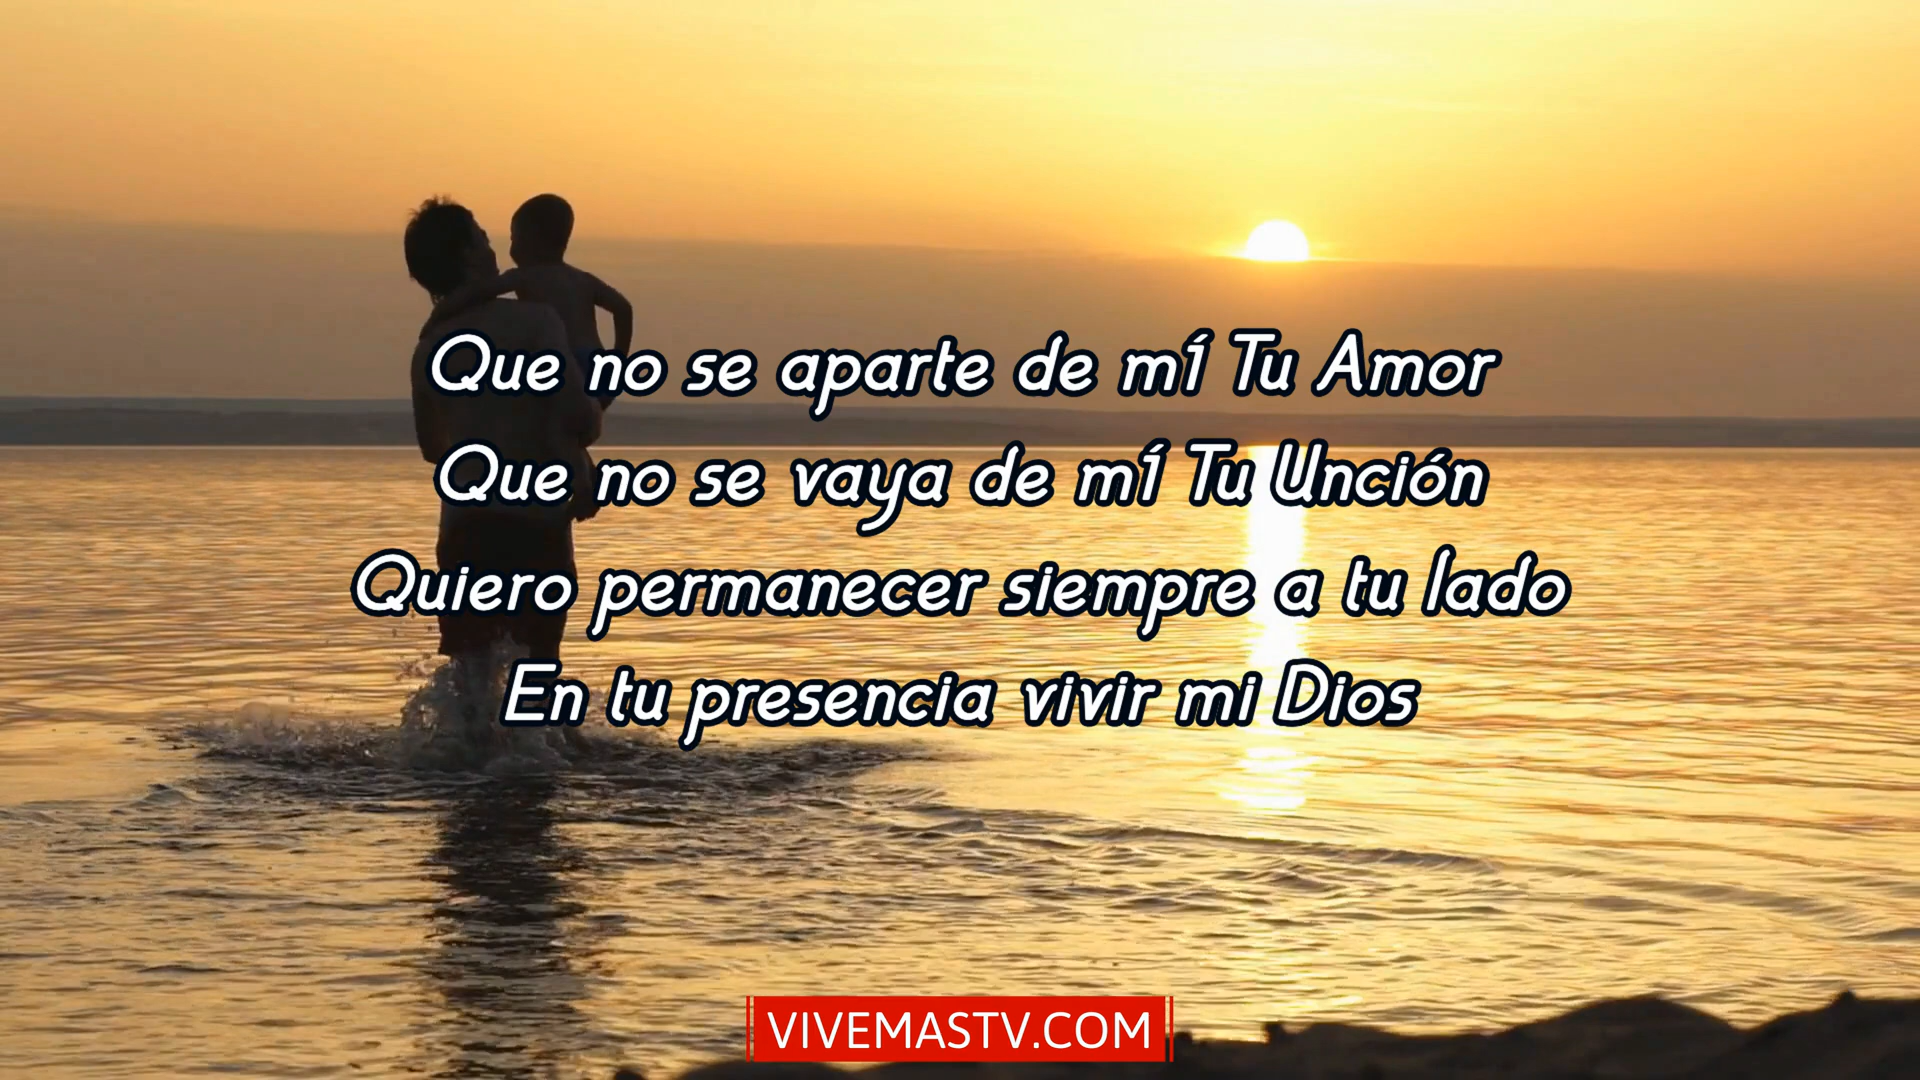 Que no se aparte de mí Tu Amor
Que no se vaya de mí Tu Unción
Quiero permanecer siempre a tu lado
En tu presencia vivir mi Dios
VIVEMASTV.COM